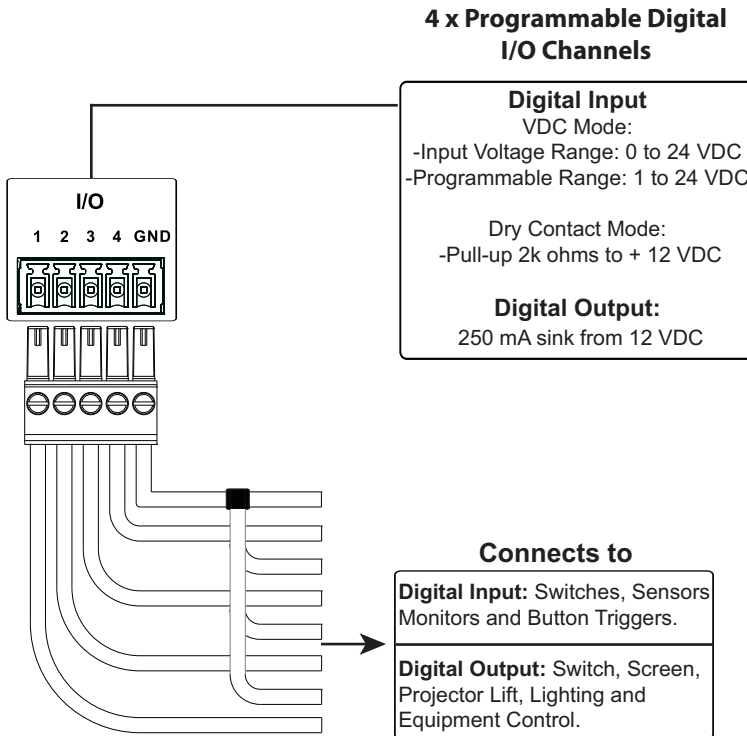 4 x Programmable Digital
I/O Channels
Digital Input
VDC Mode:
-Input Voltage Range: 0 to 24 VDC
-Programmable Range: 1 to 24 VDC
Dry Contact Mode:
-Pull-up 2k ohms to + 12 VDC
Digital Output:
250 mA sink from 12 VDC
I/O
1 2 3 4 GND
Connects to
Digital Input: Switches, Sensors
Monitors and Button Triggers.
Digital Output: Switch, Screen,
Projector Lift, Lighting and
Equipment Control.